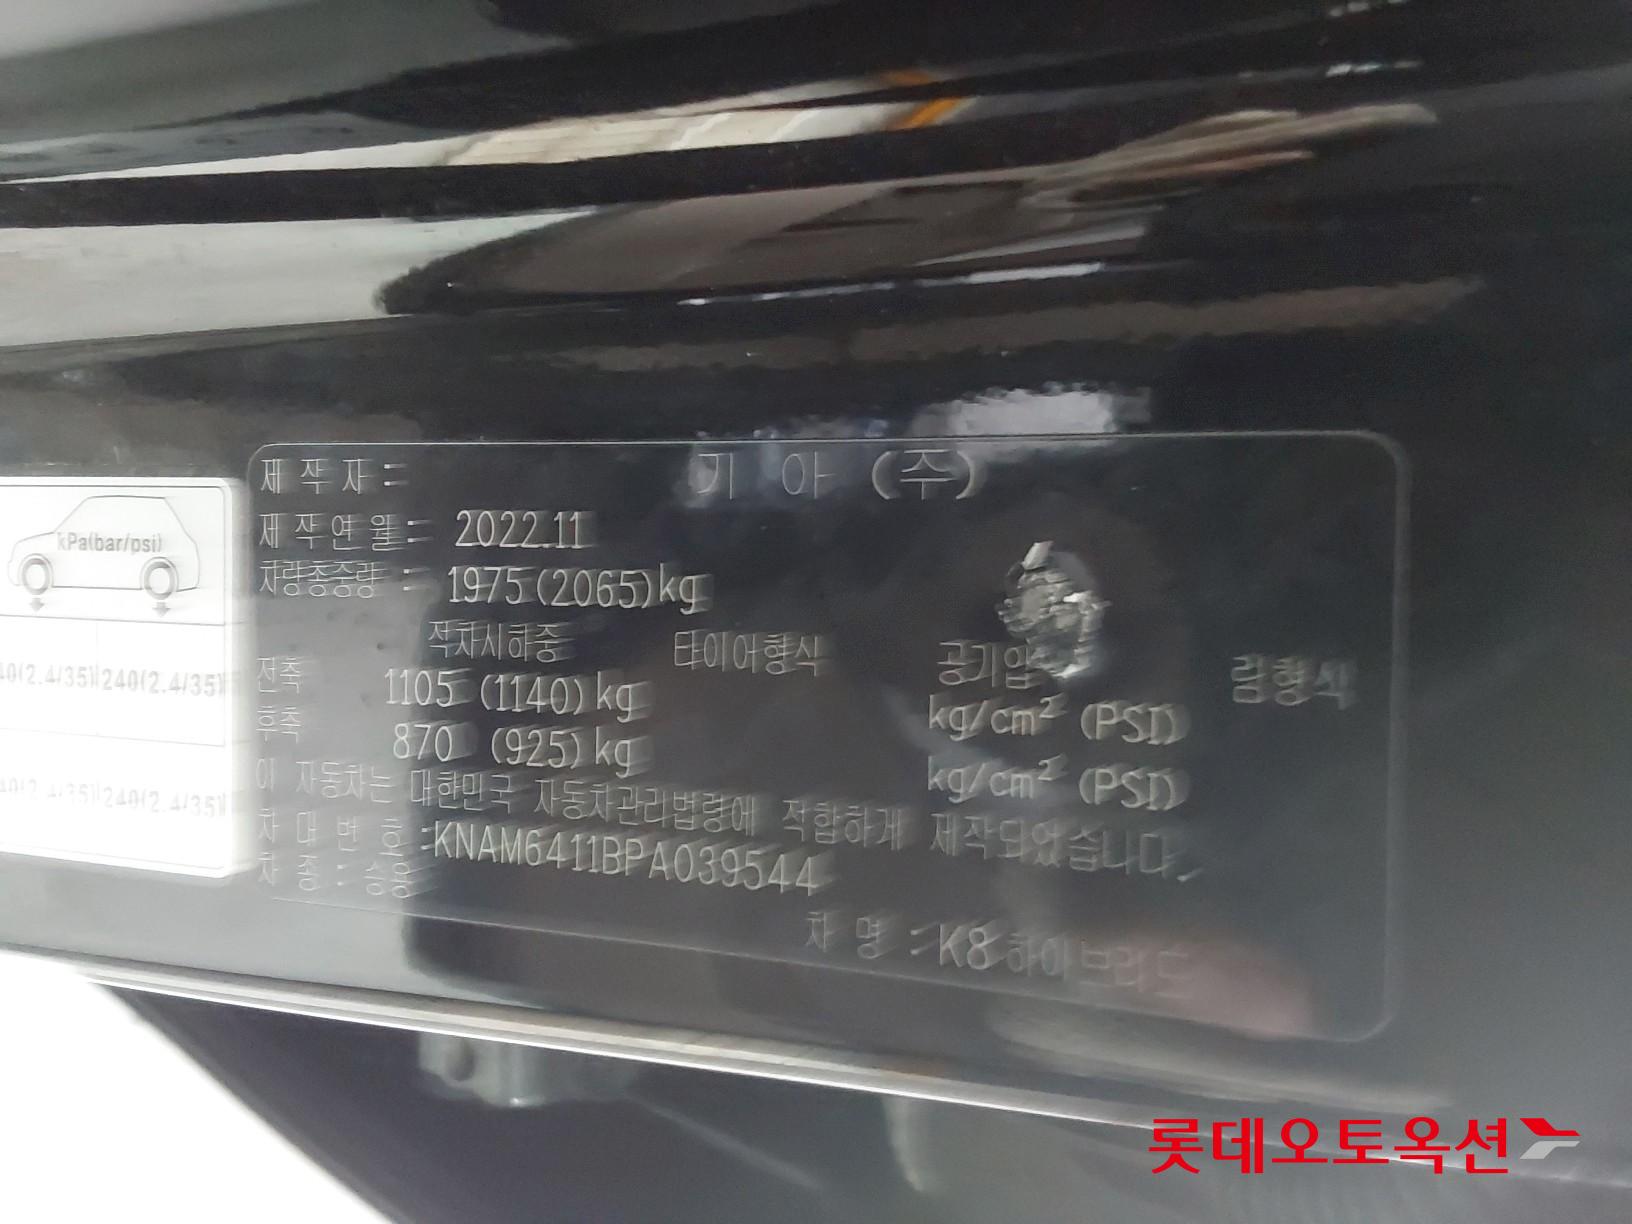 제 작 자 : 기 아 (주)
제 작 연 월 : 2022.11
차량총중량 : 1975 (2065) kg
적차시하중 타이어형식 공기압 림형식
전축 1105 (1140) kg kg/cm² (PSI)
후축 870 (925) kg kg/cm² (PSI)
이 자동차는 대한민국 자동차관리법령에 적합하게 제작되었습니다.
차 대 번 호 : KNAM6411BPA039544
차 종 : 승용 차 명 : K8 하이브리드
kPa(bar/psi)
40(2.4/35) 240(2.4/35)
40(2.4/35) 240(2.4/35)
롯데오토옥션